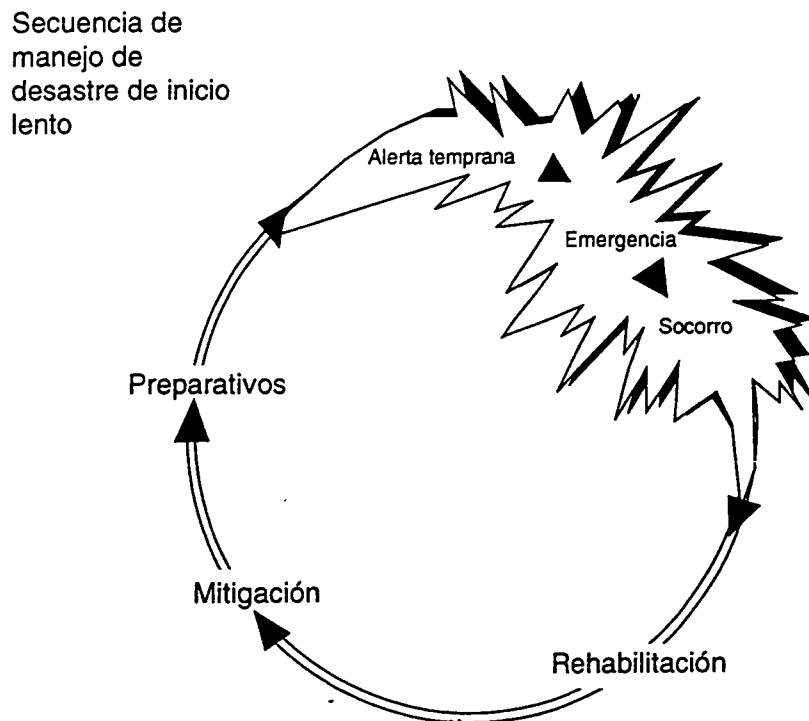 Secuencia de
manejo de
desastre de inicio
lento
Alerta temprana
Emergencia
Socorro
Preparativos
Mitigación
Rehabilitación